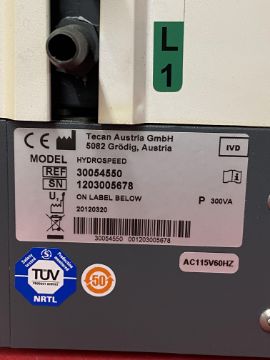 L
1
Tecan Austria GmbH
5082 Grödig, Austria
IVD
MODEL HYDROSPEED
REF 30054550
SN 1203005678
U, f ON LABEL BELOW
P 300VA
20120320
30054550 001203005678
AC115V60HZ
TÜV
NRTL
50